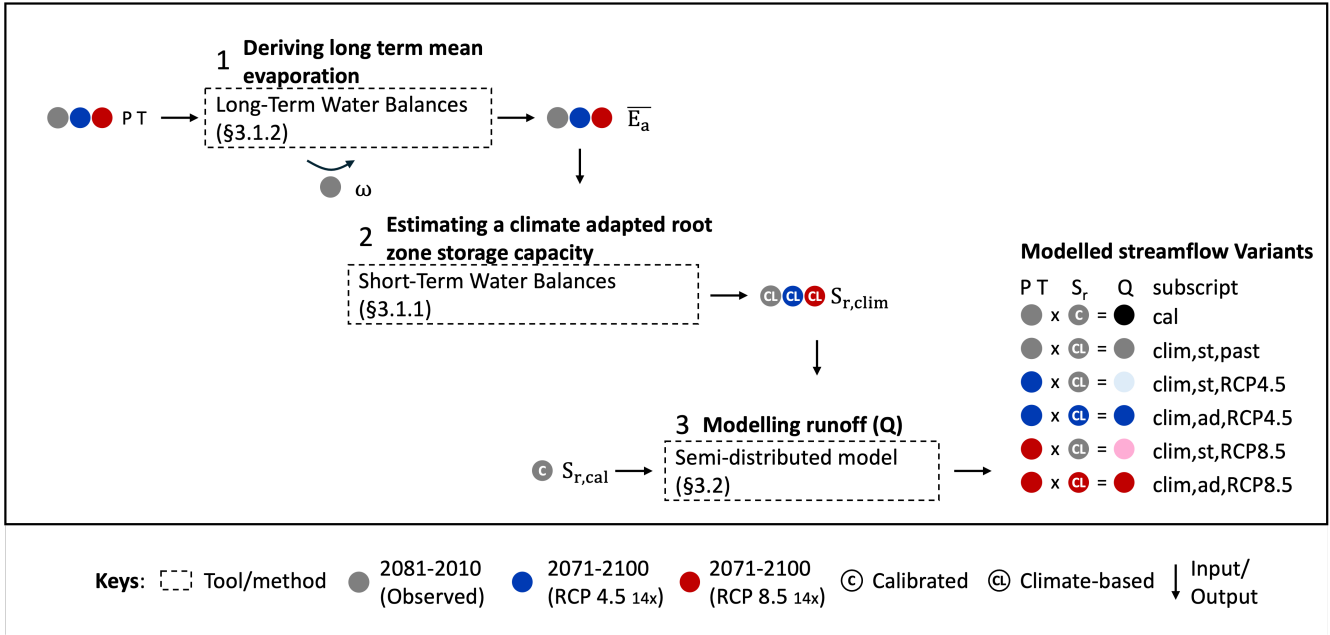 1 Deriving long term mean
evaporation
P T
Long-Term Water Balances
(§3.1.2)
E̅a̅
ω
2 Estimating a climate adapted root
zone storage capacity
Short-Term Water Balances
(§3.1.1)
CL CL CL Sr,clim
3 Modelling runoff (Q)
C Sr,cal
Semi-distributed model
(§3.2)
Modelled streamflow Variants
P T Sr Q subscript
x C = cal
x CL = clim,st,past
x CL = clim,st,RCP4.5
x CL = clim,ad,RCP4.5
x CL = clim,st,RCP8.5
x CL = clim,ad,RCP8.5
Keys: Tool/method
2081-2010
(Observed)
2071-2100
(RCP 4.5 14x)
2071-2100
(RCP 8.5 14x)
C Calibrated
CL Climate-based
Input/
Output